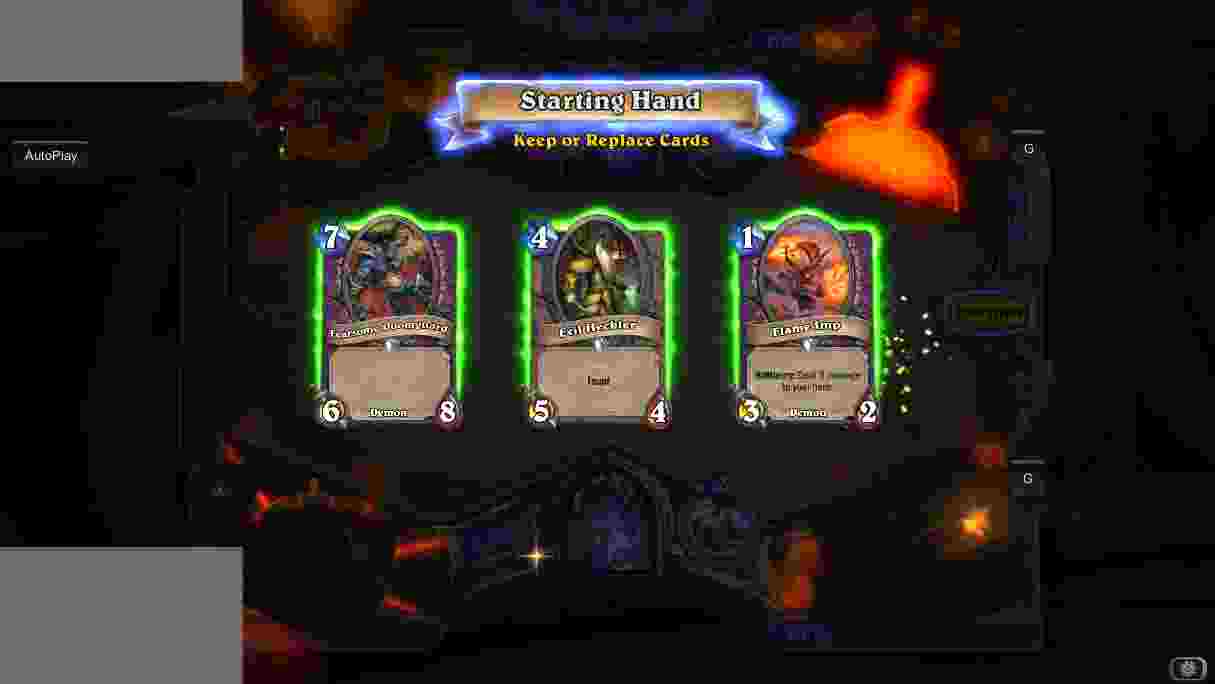 Starting Hand
Keep or Replace Cards
AutoPlay
G
7
4
1
Fearsome Doomguard
Evil Heckler
Flame Imp
Taunt
Battlecry: Deal 3 damage
to your hero.
6
Demon
8
5
4
3
Demon
2
G